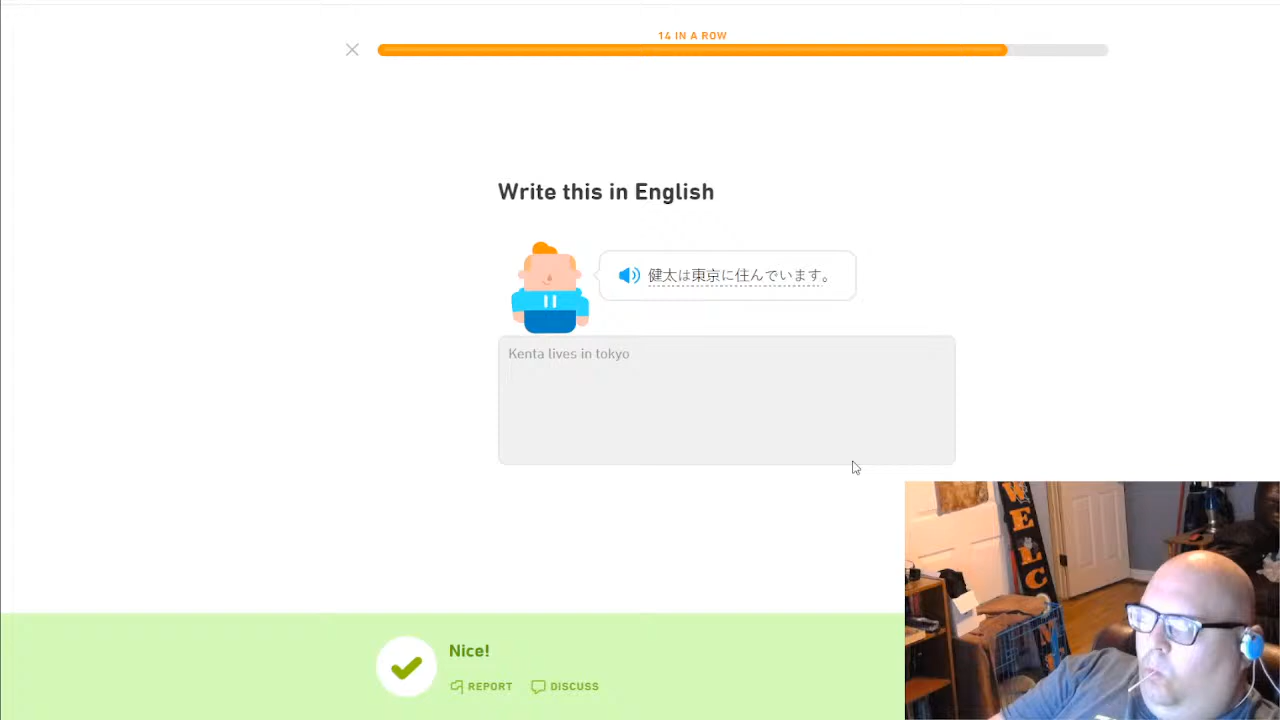 14 IN A ROW
Write this in English
健太は東京に住んでいます。
Kenta lives in tokyo
WELC
Nice!
REPORT
DISCUSS